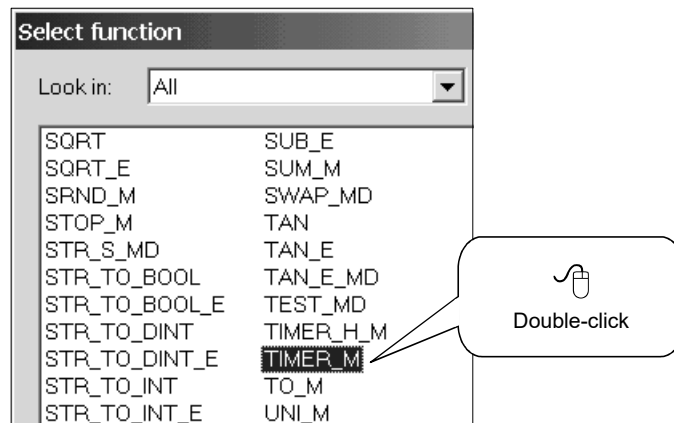 Select function
Look in: All
SQRT SUB_E
SQRT_E SUM_M
SRND_M SWAP_MD
STOP_M TAN
STR_S_MD TAN_E
STR_TO_BOOL TAN_E_MD
STR_TO_BOOL_E TEST_MD
STR_TO_DINT TIMER_H_M
STR_TO_DINT_E TIMER_M
STR_TO_INT TO_M
STR_TO_INT_E UNI_M
Double-click